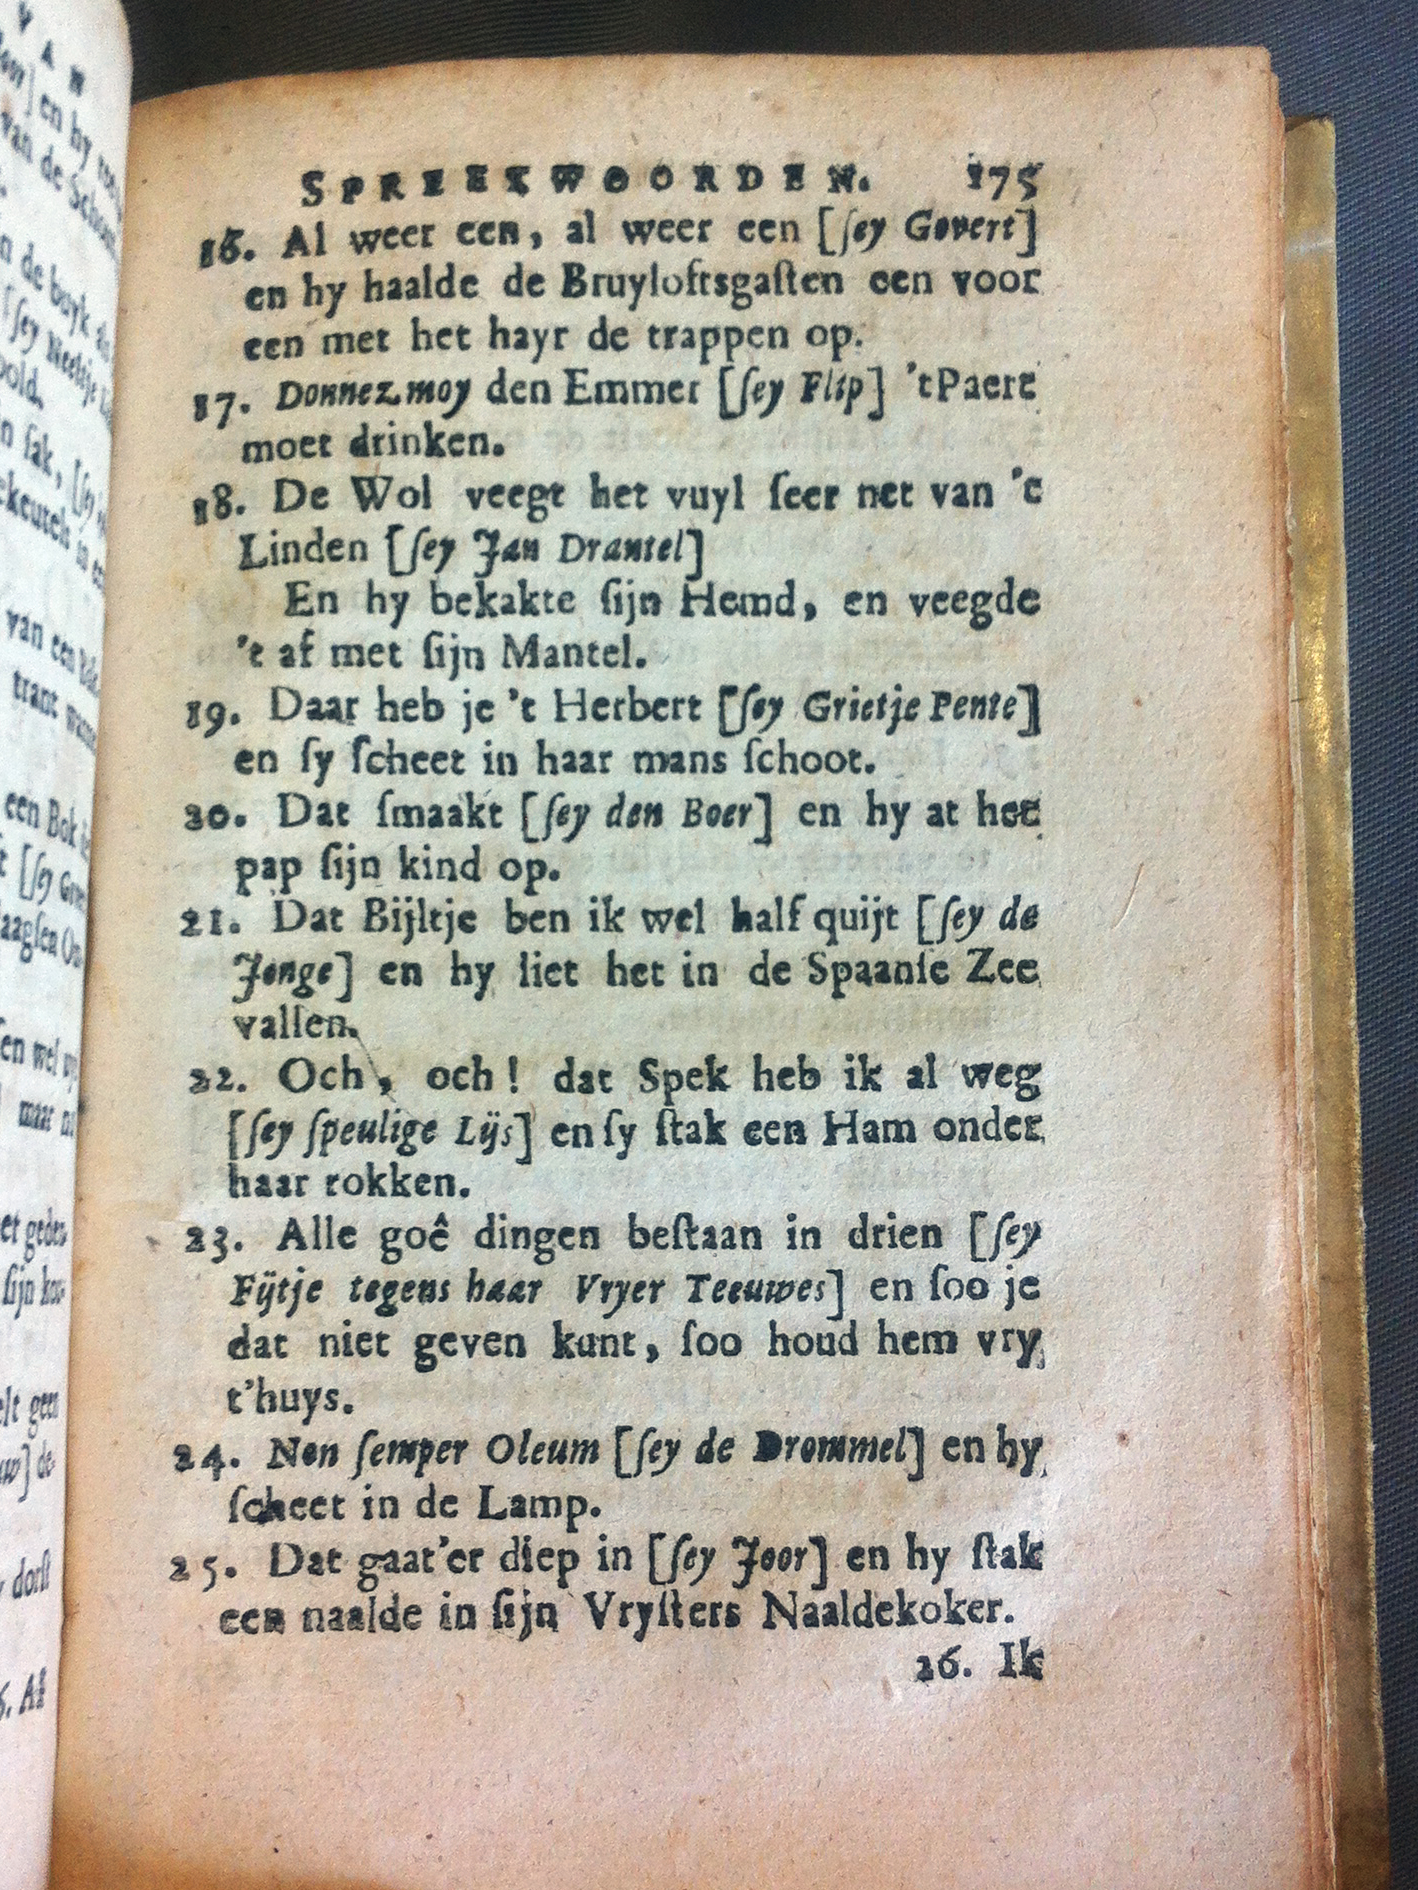 SPREEKWOORDEN. 175
16. Al weer een, al weer een [ſey Govert]
en hy haalde de Bruyloftsgaſten een voor
een met het hayr de trappen op.
17. Donnez moy den Emmer [ſey Flip] 't Paert
moet drinken.
18. De Wol veegt het vuyl ſeer net van 't
Linden [ſey Jan Drantel]
En hy bekakte ſijn Hemd, en veegde
't af met ſijn Mantel.
19. Daar heb je 't Herbert [ſey Grietje Pente]
en ſy ſcheet in haar mans ſchoot.
20. Dat ſmaakt [ſey den Boer] en hy at het
pap ſijn kind op.
21. Dat Bijltje ben ik wel half quijt [ſey de
Jonge] en hy liet het in de Spaanſe Zee
vallen.
22. Och, och! dat Spek heb ik al weg
[ſey ſpeulige Lijs] en ſy ſtak een Ham onder
haar rokken.
23. Alle goê dingen beſtaan in drien [ſey
Fijtje tegens haar Vryer Teeuwes] en ſoo je
dat niet geven kunt, ſoo houd hem vry
t'huys.
24. Non ſemper Oleum [ſey de Drommel] en hy
ſcheet in de Lamp.
25. Dat gaat'er diep in [ſey Joor] en hy ſtak
een naalde in ſijn Vryſters Naaldekoker.
26. Ik